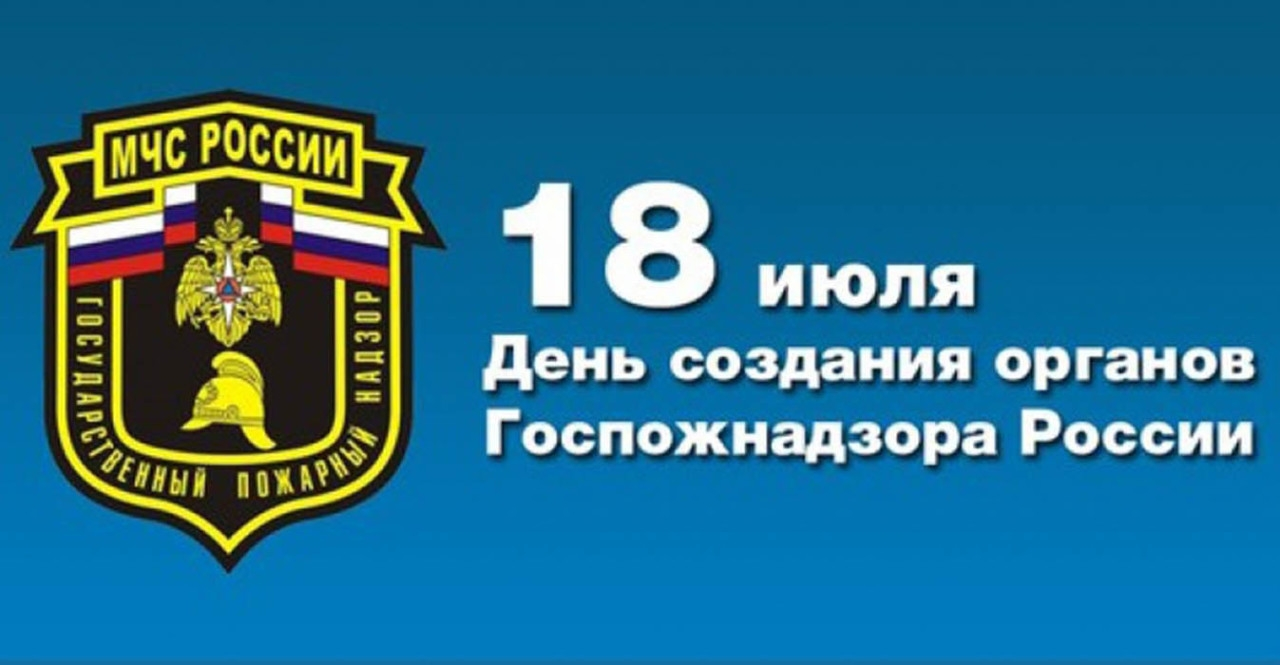 МЧС РОССИИ
ГОСУДАРСТВЕННЫЙ ПОЖАРНЫЙ НАДЗОР
18 июля
День создания органов
Госпожнадзора России